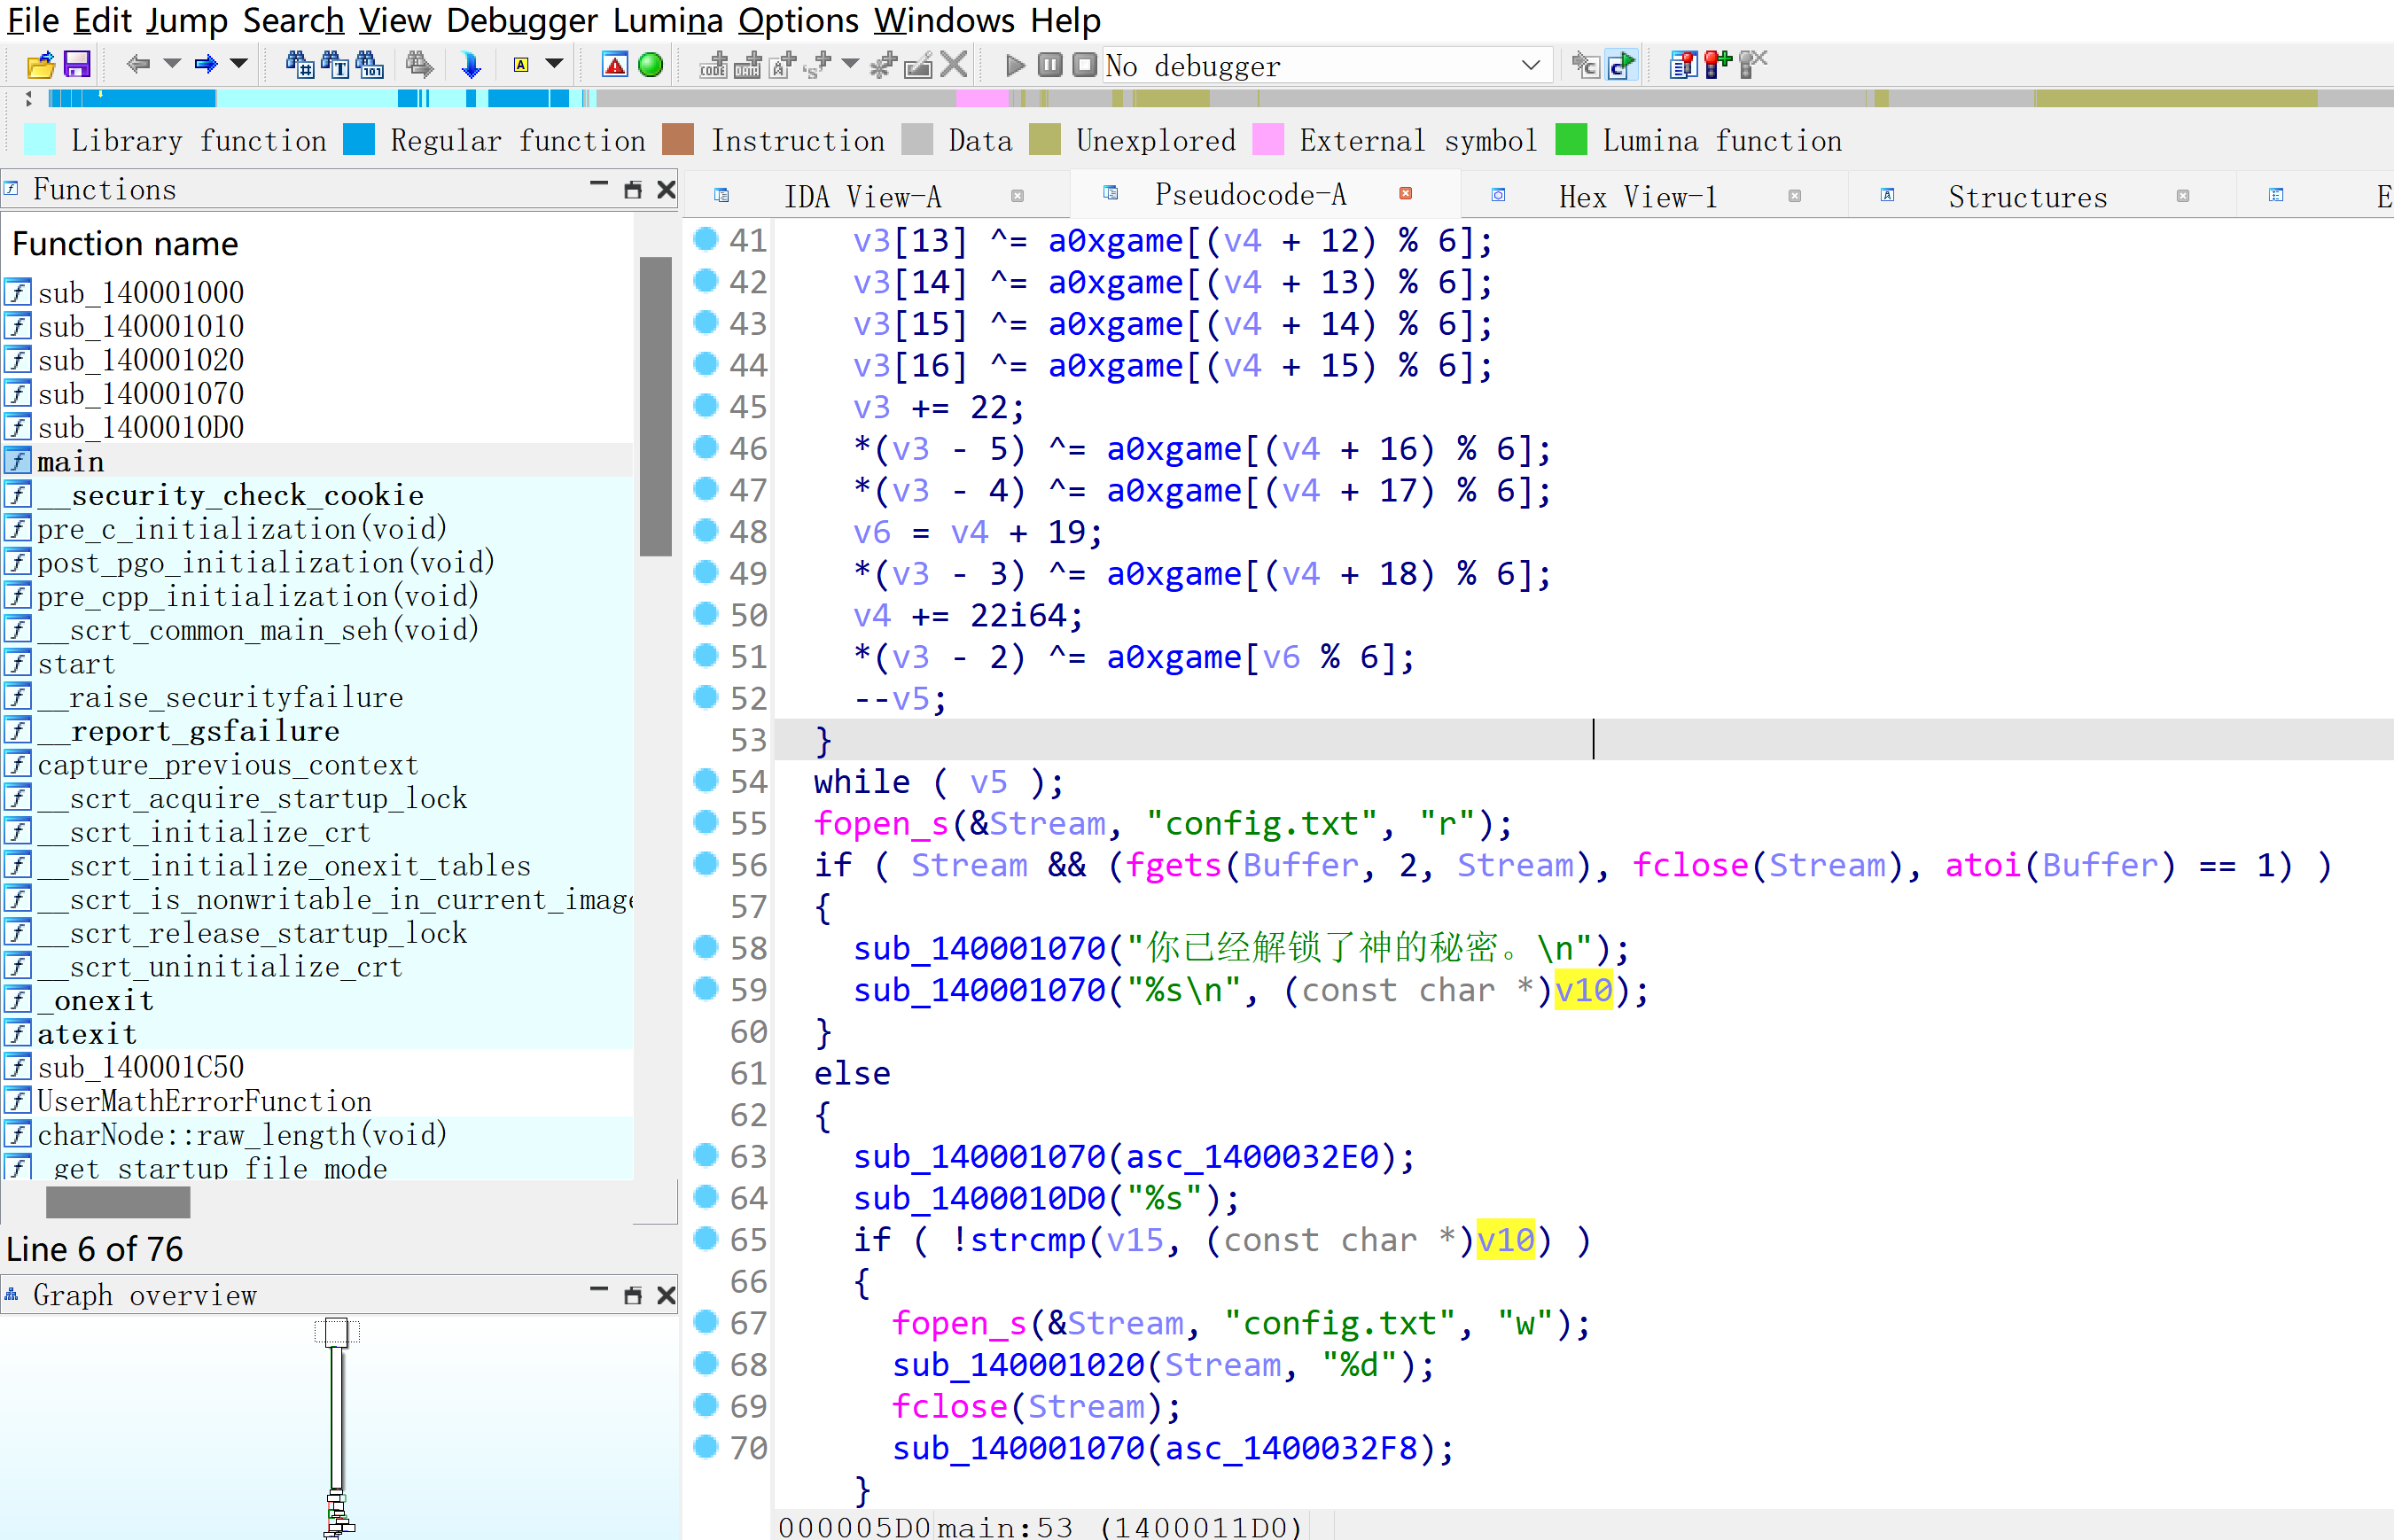 File Edit Jump Search View Debugger Lumina Options Windows Help
No debugger
Library function Regular function Instruction Data Unexplored External symbol Lumina function
Functions
Function name
sub_140001000
sub_140001010
sub_140001020
sub_140001070
sub_1400010D0
main
__security_check_cookie
pre_c_initialization(void)
post_pgo_initialization(void)
pre_cpp_initialization(void)
__scrt_common_main_seh(void)
start
__raise_securityfailure
__report_gsfailure
capture_previous_context
__scrt_acquire_startup_lock
__scrt_initialize_crt
__scrt_initialize_onexit_tables
__scrt_is_nonwritable_in_current_image
__scrt_release_startup_lock
__scrt_uninitialize_crt
_onexit
atexit
sub_140001C50
UserMathErrorFunction
charNode::raw_length(void)
_get_startup_file_mode
Line 6 of 76
Graph overview
IDA View-A Pseudocode-A Hex View-1 Structures E
41 v3[13] ^= a0xgame[(v4 + 12) % 6];
42 v3[14] ^= a0xgame[(v4 + 13) % 6];
43 v3[15] ^= a0xgame[(v4 + 14) % 6];
44 v3[16] ^= a0xgame[(v4 + 15) % 6];
45 v3 += 22;
46 *(v3 - 5) ^= a0xgame[(v4 + 16) % 6];
47 *(v3 - 4) ^= a0xgame[(v4 + 17) % 6];
48 v6 = v4 + 19;
49 *(v3 - 3) ^= a0xgame[(v4 + 18) % 6];
50 v4 += 22i64;
51 *(v3 - 2) ^= a0xgame[v6 % 6];
52 --v5;
53 }
54 while ( v5 );
55 fopen_s(&Stream, "config.txt", "r");
56 if ( Stream && (fgets(Buffer, 2, Stream), fclose(Stream), atoi(Buffer) == 1) )
57 {
58 sub_140001070("你已经解锁了神的秘密。\n");
59 sub_140001070("%s\n", (const char *)v10);
60 }
61 else
62 {
63 sub_140001070(asc_1400032E0);
64 sub_1400010D0("%s");
65 if ( !strcmp(v15, (const char *)v10) )
66 {
67 fopen_s(&Stream, "config.txt", "w");
68 sub_140001020(Stream, "%d");
69 fclose(Stream);
70 sub_140001070(asc_1400032F8);
}
000005D0 main:53 (1400011D0)